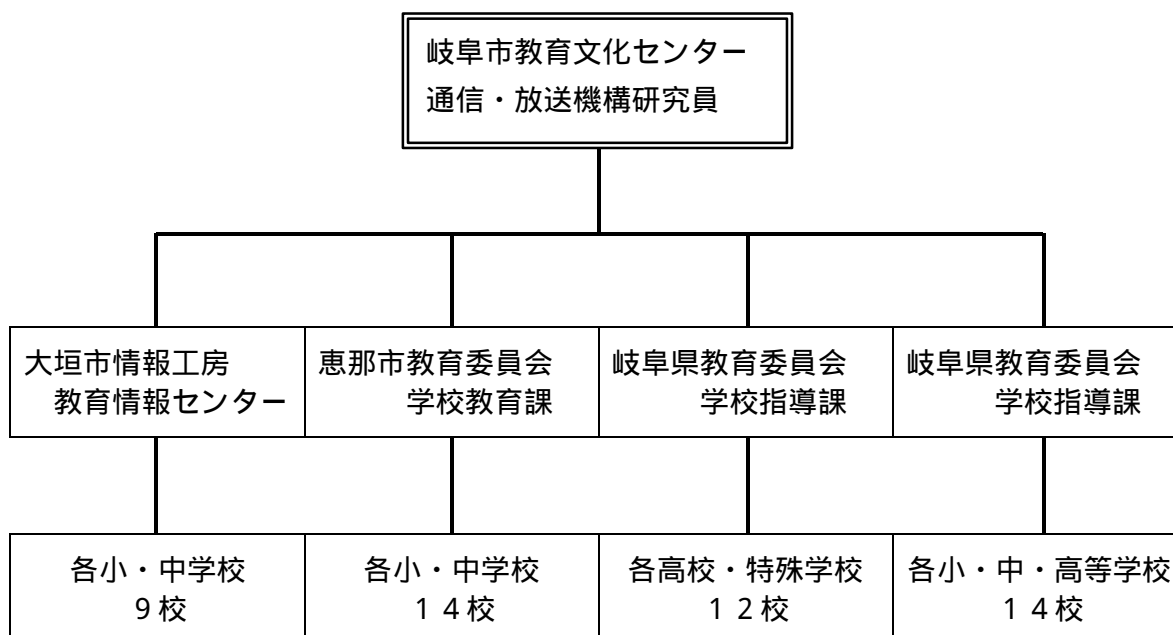 岐阜市教育文化センター
通信・放送機構研究員
大垣市情報工房
教育情報センター
恵那市教育委員会
学校教育課
岐阜県教育委員会
学校指導課
岐阜県教育委員会
学校指導課
各小・中学校
9校
各小・中学校
14校
各高校・特殊学校
12校
各小・中・高等学校
14校